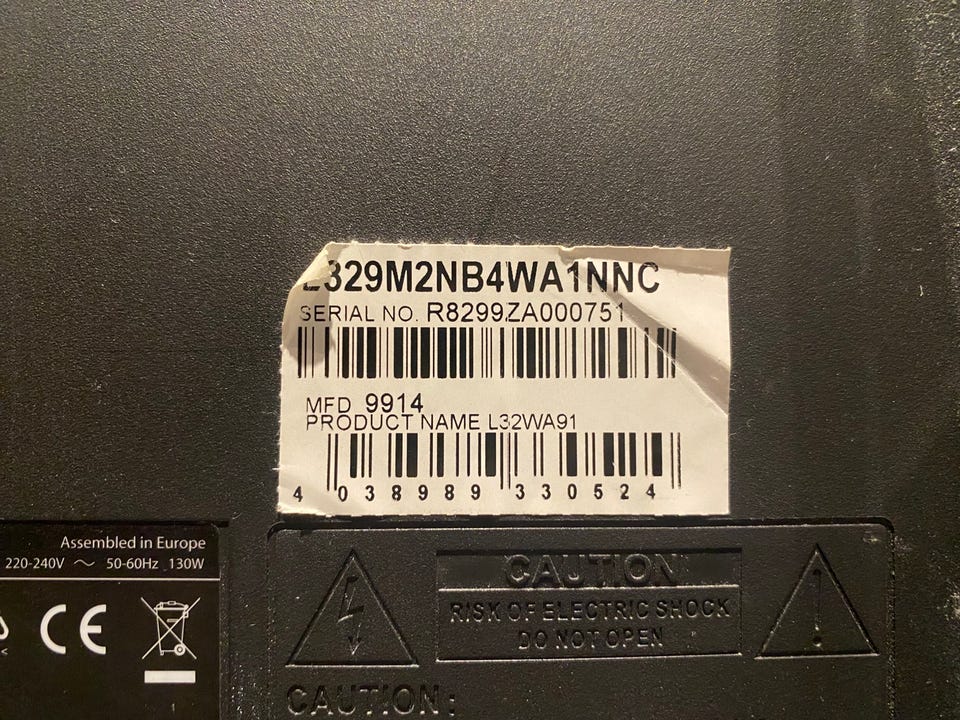 L329M2NB4WA1NNC
SERIAL NO. R8299ZA000751
MFD 9914
PRODUCT NAME L32WA91
4 038989 330524
Assembled in Europe
220-240V ~ 50-60Hz 130W
CE
CAUTION
RISK OF ELECTRIC SHOCK
DO NOT OPEN
CAUTION: